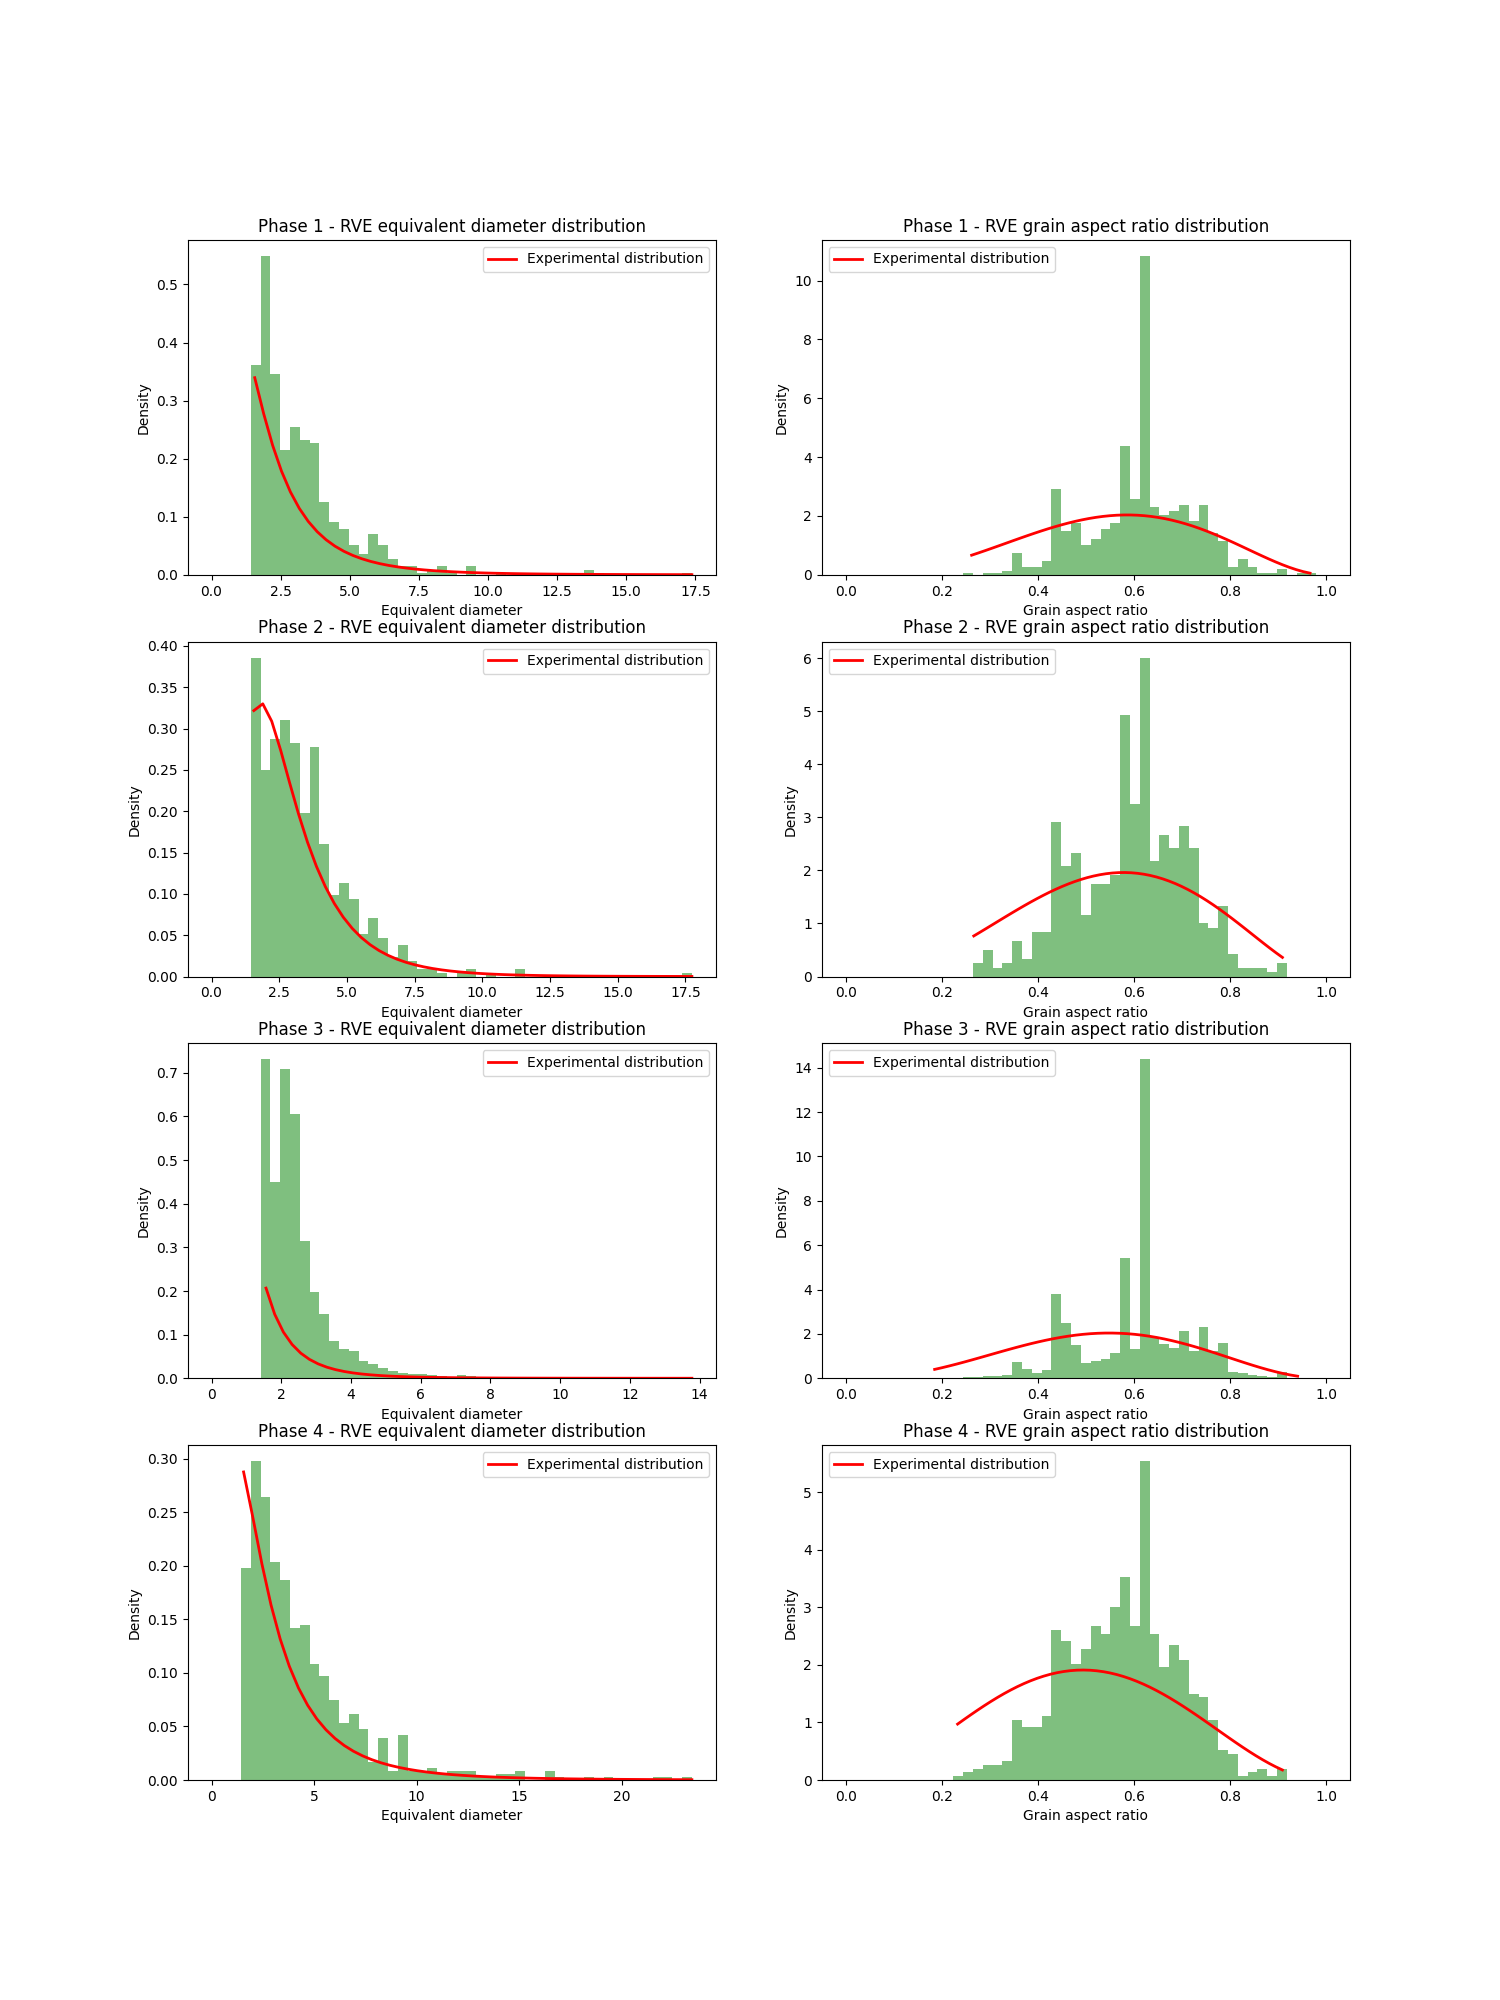 Phase 1 - RVE equivalent diameter distribution
Experimental distribution
Density
0.5
0.4
0.3
0.2
0.1
0.0
0.0 2.5 5.0 7.5 10.0 12.5 15.0 17.5
Equivalent diameter
Phase 1 - RVE grain aspect ratio distribution
Experimental distribution
Density
10
8
6
4
2
0
0.0 0.2 0.4 0.6 0.8 1.0
Grain aspect ratio
Phase 2 - RVE equivalent diameter distribution
Experimental distribution
Density
0.40
0.35
0.30
0.25
0.20
0.15
0.10
0.05
0.00
0.0 2.5 5.0 7.5 10.0 12.5 15.0 17.5
Equivalent diameter
Phase 2 - RVE grain aspect ratio distribution
Experimental distribution
Density
6
5
4
3
2
1
0
0.0 0.2 0.4 0.6 0.8 1.0
Grain aspect ratio
Phase 3 - RVE equivalent diameter distribution
Experimental distribution
Density
0.7
0.6
0.5
0.4
0.3
0.2
0.1
0.0
0 2 4 6 8 10 12 14
Equivalent diameter
Phase 3 - RVE grain aspect ratio distribution
Experimental distribution
Density
14
12
10
8
6
4
2
0
0.0 0.2 0.4 0.6 0.8 1.0
Grain aspect ratio
Phase 4 - RVE equivalent diameter distribution
Experimental distribution
Density
0.30
0.25
0.20
0.15
0.10
0.05
0.00
0 5 10 15 20
Equivalent diameter
Phase 4 - RVE grain aspect ratio distribution
Experimental distribution
Density
5
4
3
2
1
0
0.0 0.2 0.4 0.6 0.8 1.0
Grain aspect ratio